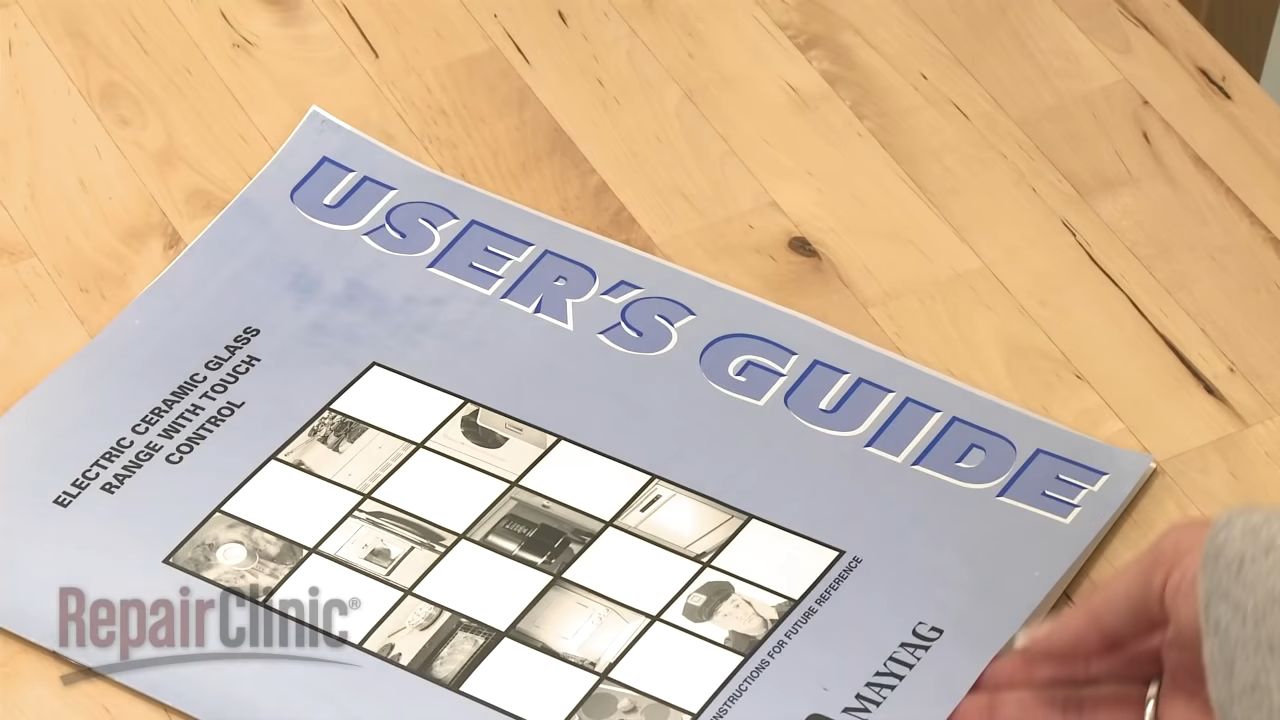 USER'S GUIDE
ELECTRIC CERAMIC GLASS
RANGE WITH TOUCH
CONTROL
INSTRUCTIONS FOR FUTURE REFERENCE
MAYTAG
RepairClinic®